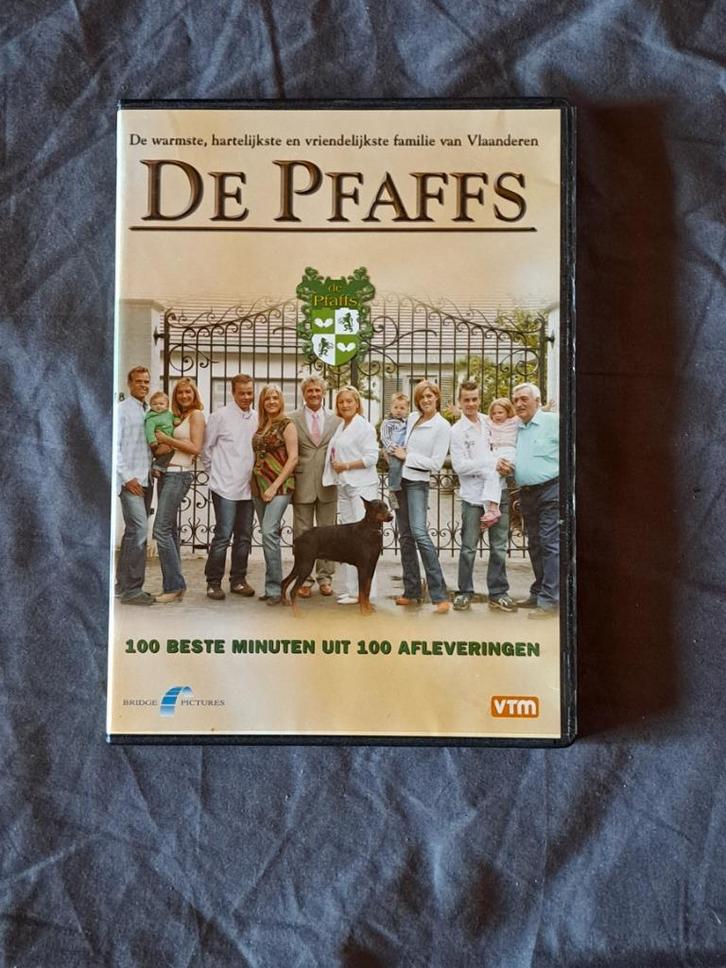 De warmste, hartelijkste en vriendelijkste familie van Vlaanderen
DE PFAFFS
de
Pfaffs
100 BESTE MINUTEN UIT 100 AFLEVERINGEN
BRIDGE PICTURES
VTM